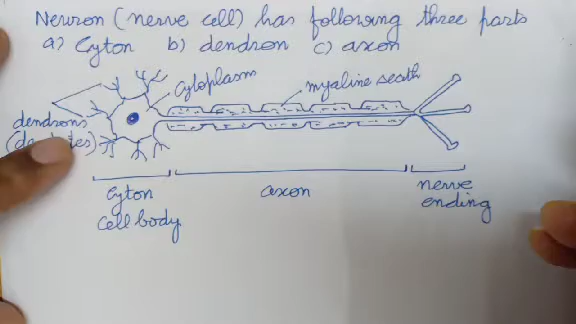 Neuron (nerve cell) has following three parts
a) Cyton b) dendron c) axon
cytoplasm
myaline seath
dendrons
cyton
cell body
axon
nerve
ending